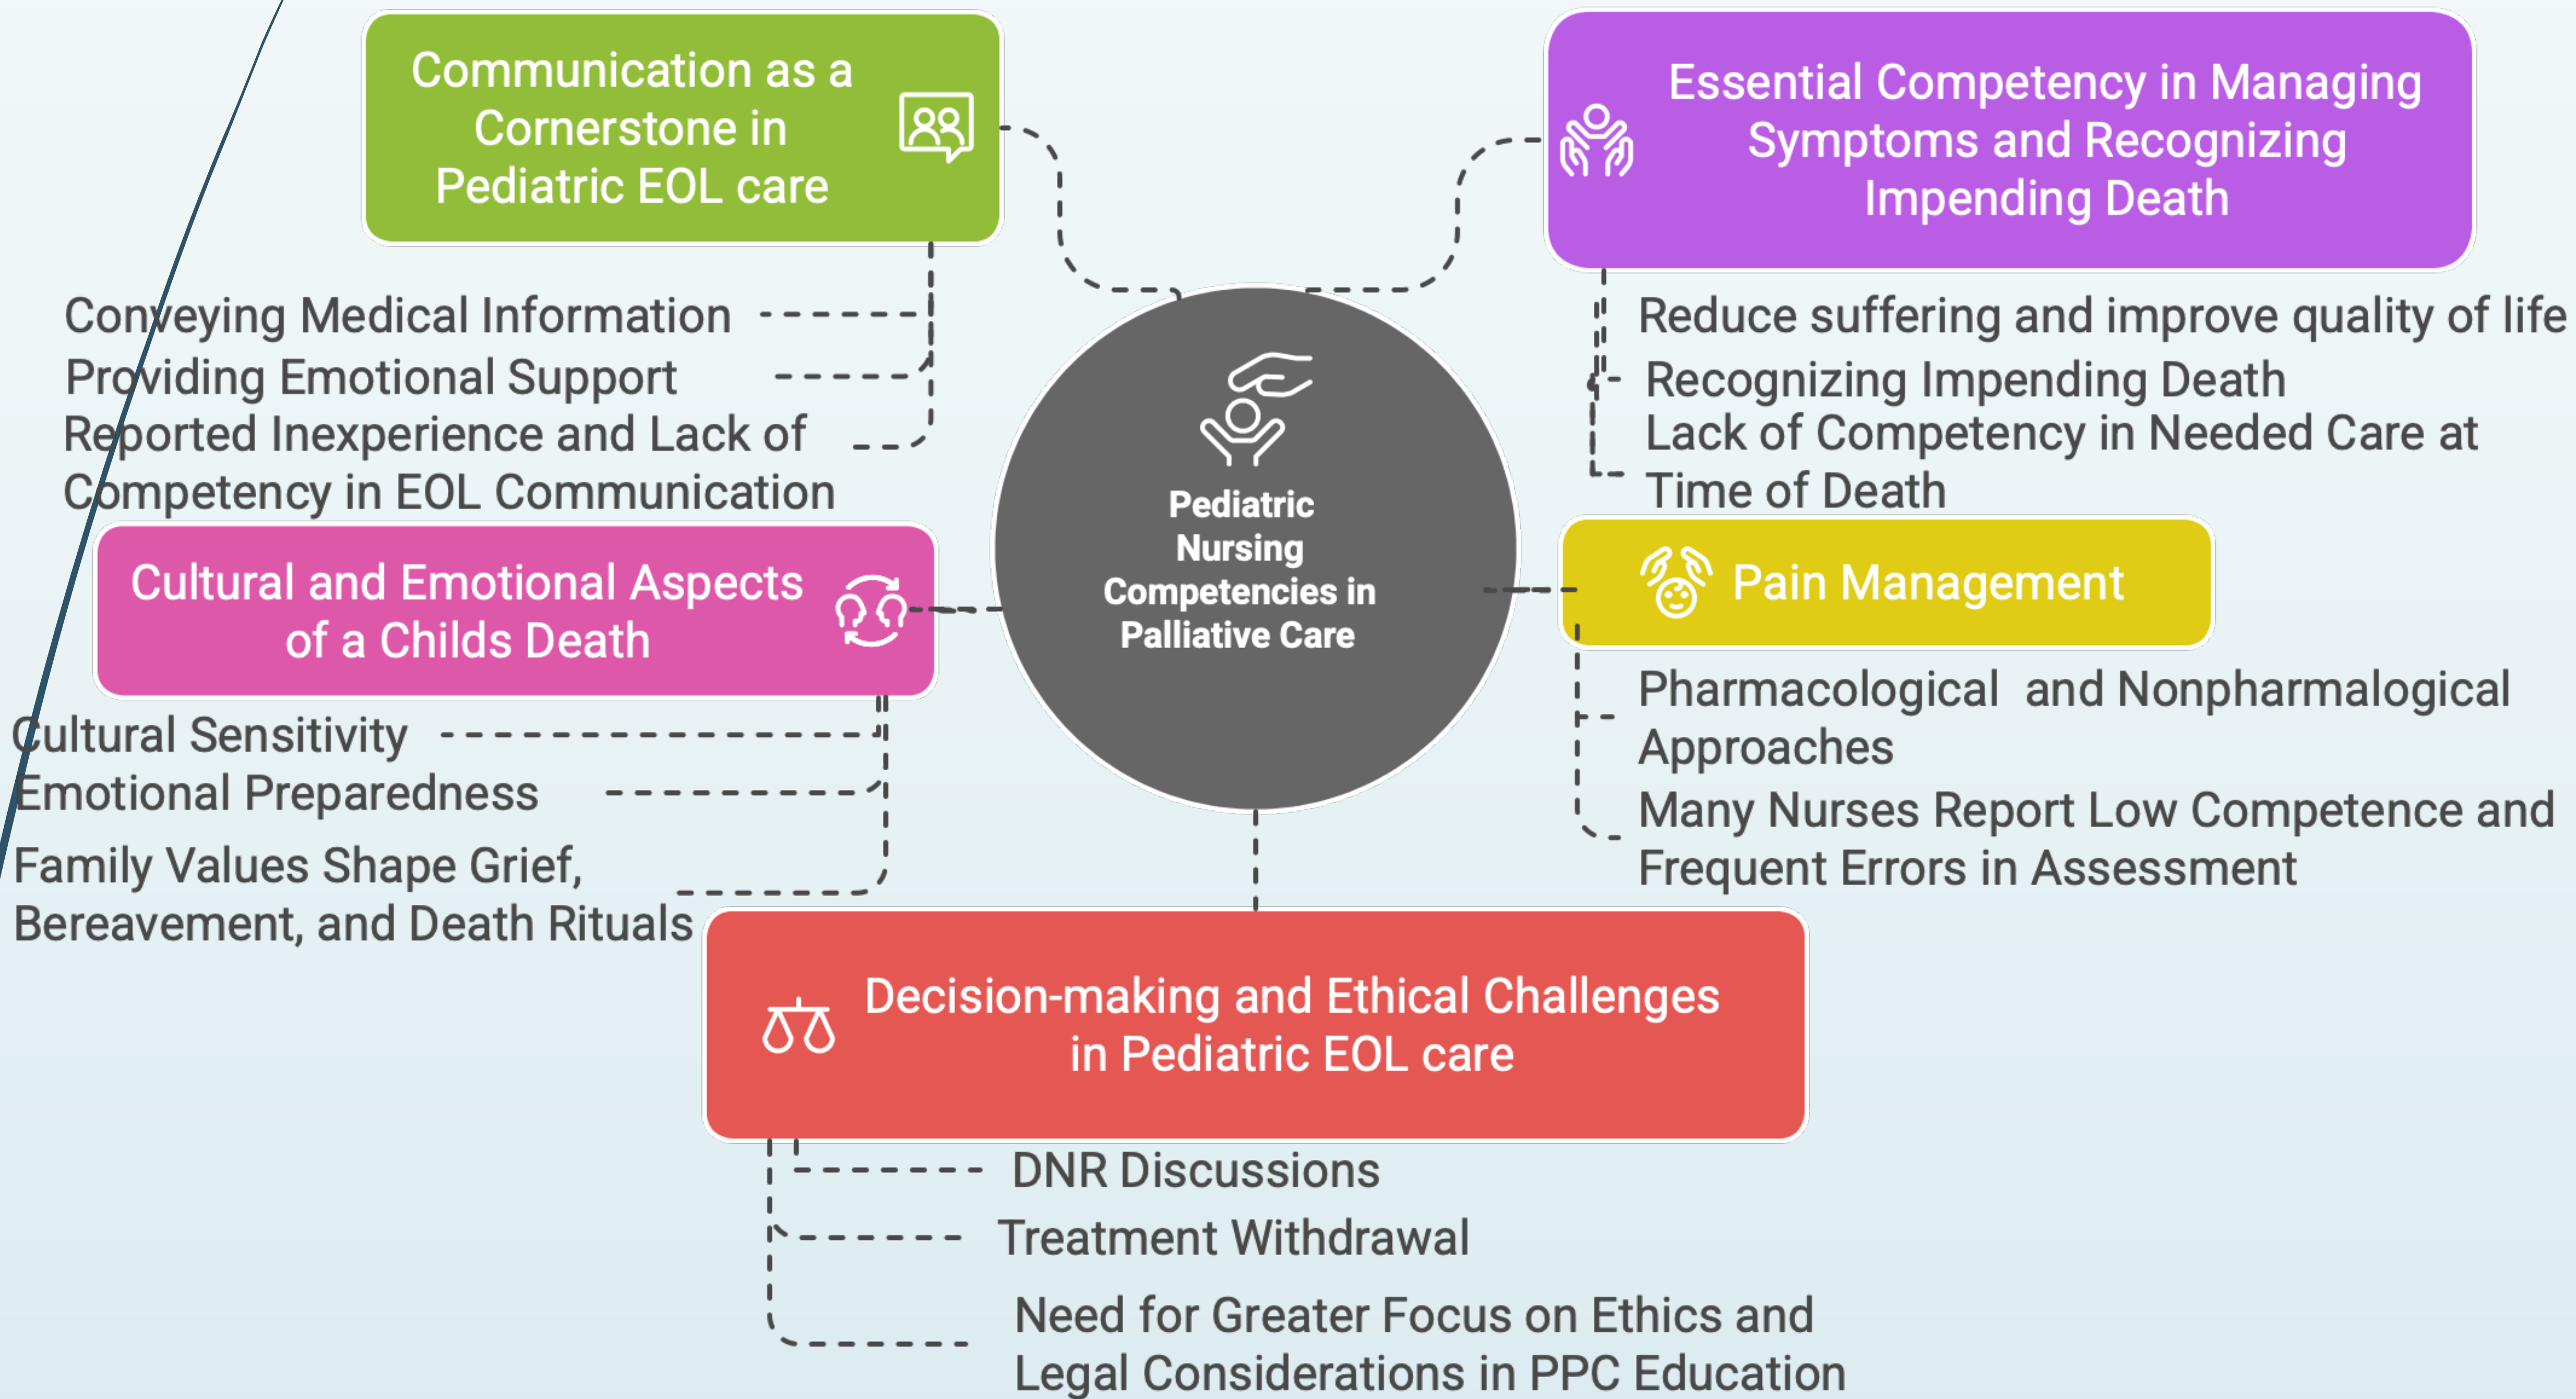 Communication as a
Cornerstone in
Pediatric EOL care
Conveying Medical Information
Providing Emotional Support
Reported Inexperience and Lack of
Competency in EOL Communication
Essential Competency in Managing
Symptoms and Recognizing
Impending Death
Reduce suffering and improve quality of life
Recognizing Impending Death
Lack of Competency in Needed Care at
Time of Death
Pediatric
Nursing
Competencies in
Palliative Care
Cultural and Emotional Aspects
of a Childs Death
Cultural Sensitivity
Emotional Preparedness
Family Values Shape Grief,
Bereavement, and Death Rituals
Pain Management
Pharmacological  and Nonpharmalogical
Approaches
Many Nurses Report Low Competence and
Frequent Errors in Assessment
Decision-making and Ethical Challenges
in Pediatric EOL care
DNR Discussions
Treatment Withdrawal
Need for Greater Focus on Ethics and
Legal Considerations in PPC Education